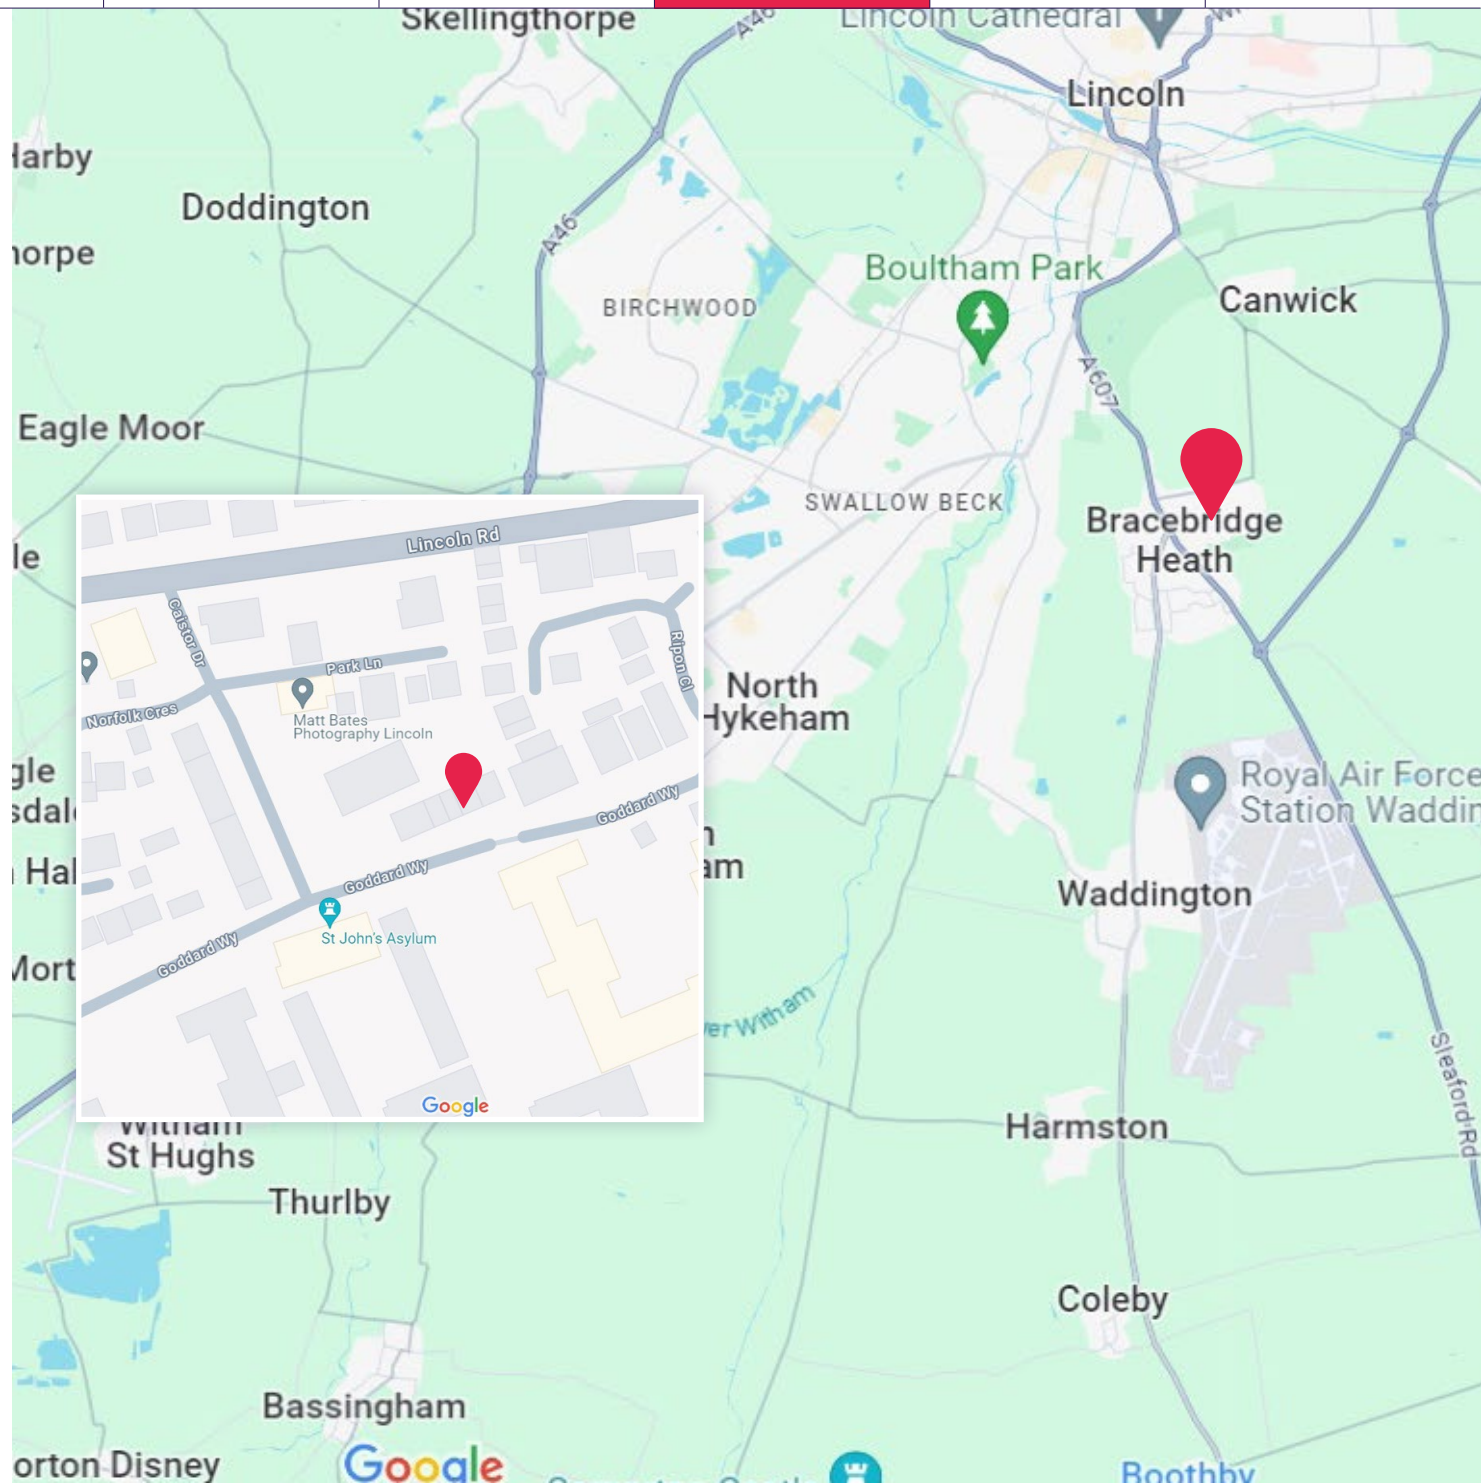 Skellingthorpe
A46
Lincoln Cathedral
Lincoln
Doddington
A46
Boultham Park
BIRCHWOOD
Canwick
A607
Eagle Moor
SWALLOW BECK
Bracebridge
Heath
Lincoln Rd
Caistor Dr
Park Ln
Ripon Cl
Norfolk Cres
Matt Bates
Photography Lincoln
Goddard Wy
Goddard Wy
Goddard Wy
St John's Asylum
Google
North
Hykeham
Royal Air Force
Station Waddin
Waddington
er Witham
Sleaford Rd
Harmston
Witham
St Hughs
Thurlby
Coleby
Bassingham
orton Disney
Google
Boothby